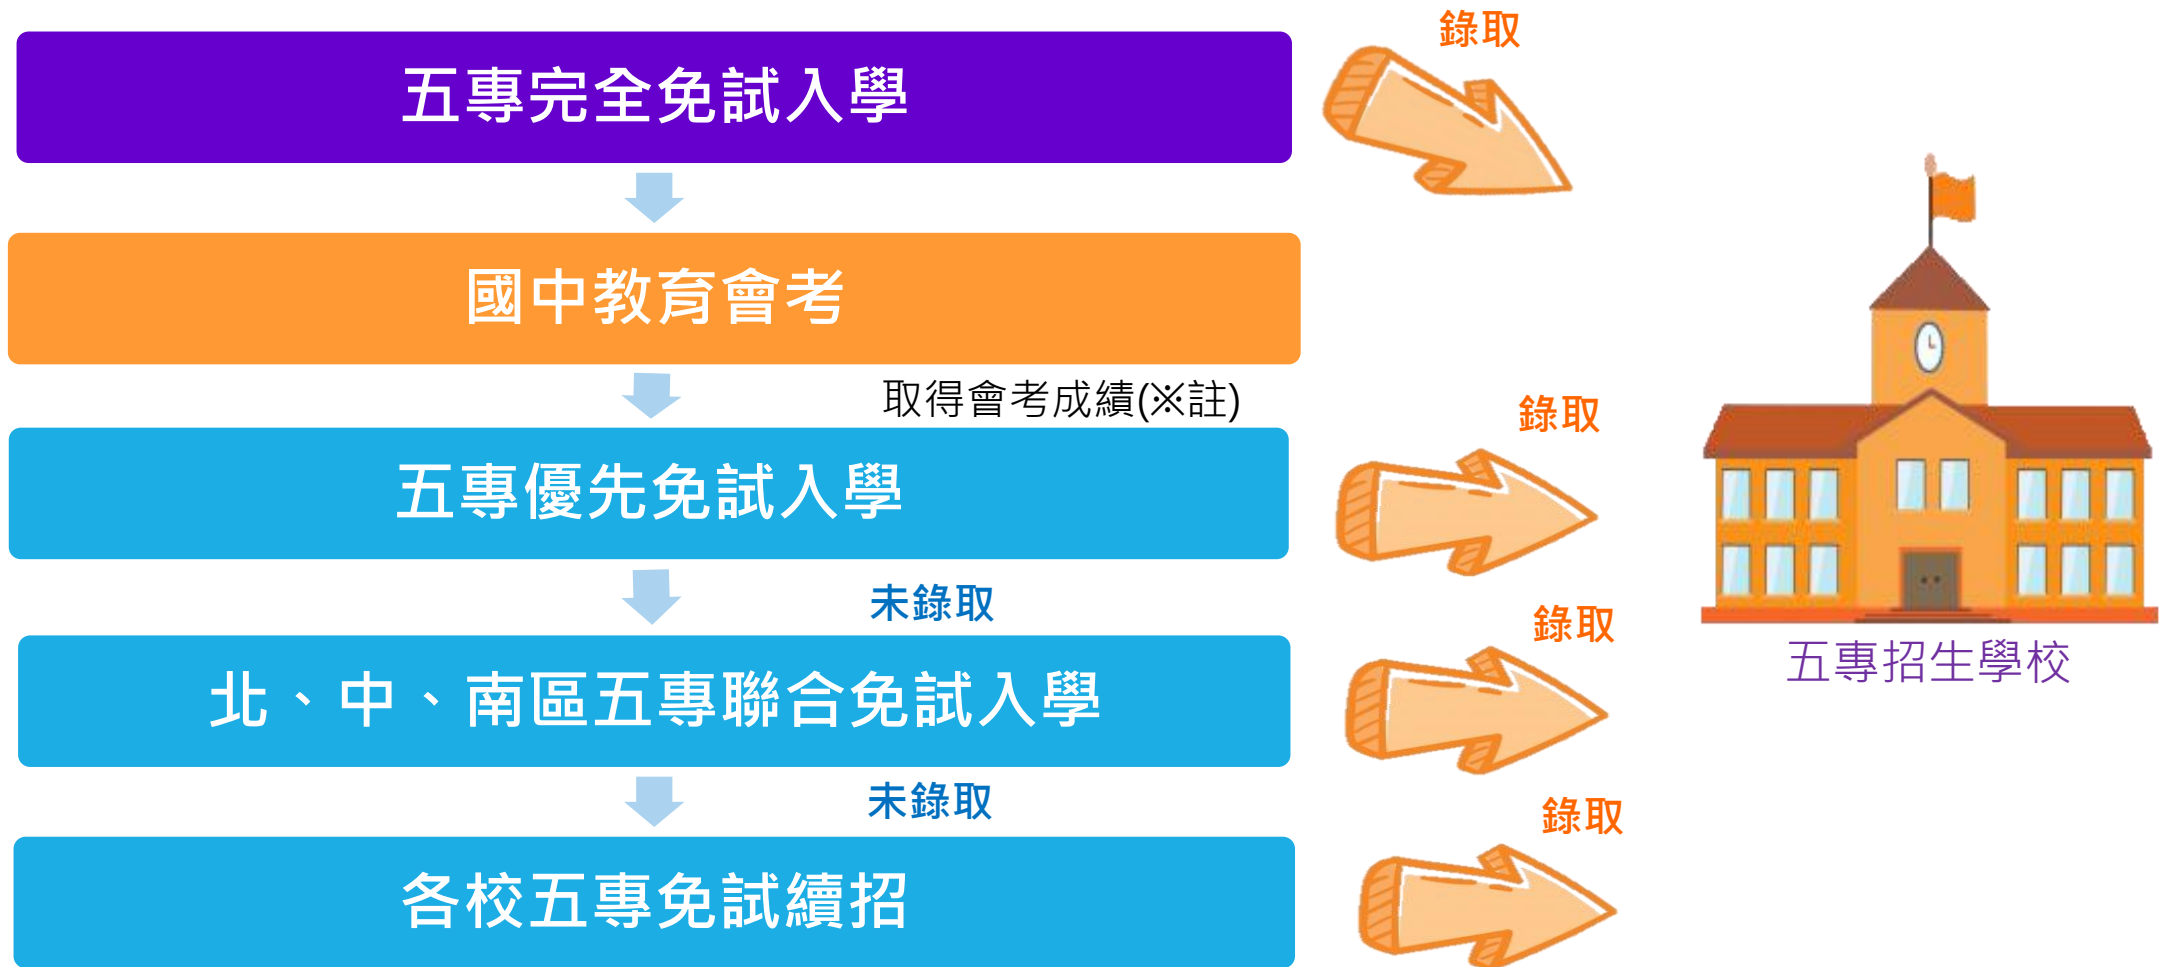 錄取
五專完全免試入學
國中教育會考
取得會考成績(※註)
錄取
五專優先免試入學
未錄取
錄取
北、中、南區五專聯合免試入學
五專招生學校
未錄取
錄取
各校五專免試續招